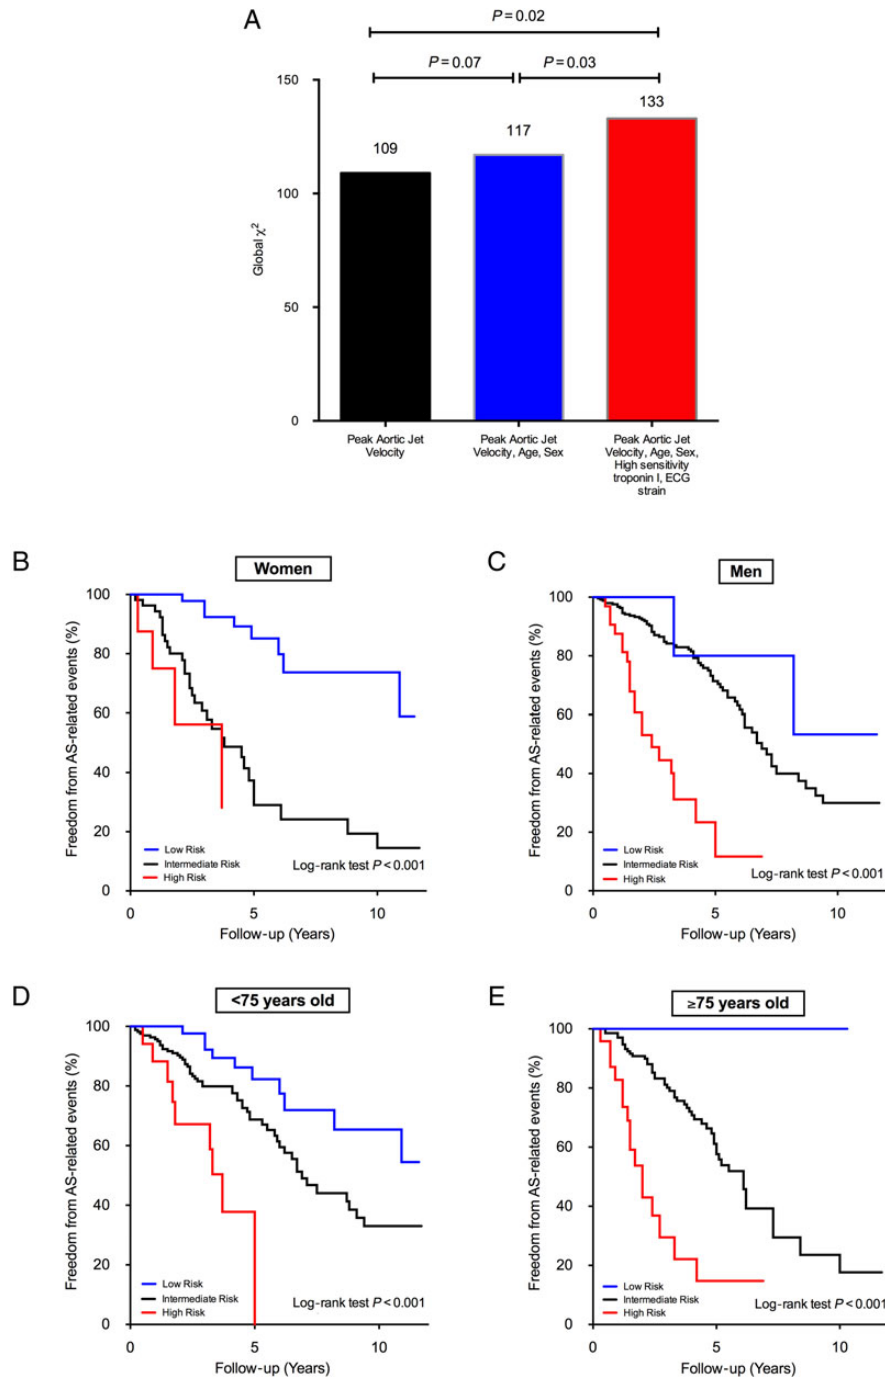 A
P = 0.02
P = 0.07
P = 0.03
150
100
50
0
Global χ²
109
117
133
Peak Aortic Jet
Velocity
Peak Aortic Jet
Velocity, Age, Sex
Peak Aortic Jet
Velocity, Age, Sex,
High sensitivity
troponin I, ECG
strain
B
Women
Freedom from AS-related events (%)
100
80
60
40
20
0
Low Risk
Intermediate Risk
High Risk
Log-rank test P < 0.001
0 5 10
Follow-up (Years)
C
Men
Freedom from AS-related events (%)
100
80
60
40
20
0
Low Risk
Intermediate Risk
High Risk
Log-rank test P < 0.001
0 5 10
Follow-up (Years)
D
<75 years old
Freedom from AS-related events (%)
100
80
60
40
20
0
Low Risk
Intermediate Risk
High Risk
Log-rank test P < 0.001
0 5 10
Follow-up (Years)
E
≥75 years old
Freedom from AS-related events (%)
100
80
60
40
20
0
Low Risk
Intermediate Risk
High Risk
Log-rank test P < 0.001
0 5 10
Follow-up (Years)